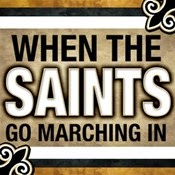 WHEN THE
SAINTS
GO MARCHING IN